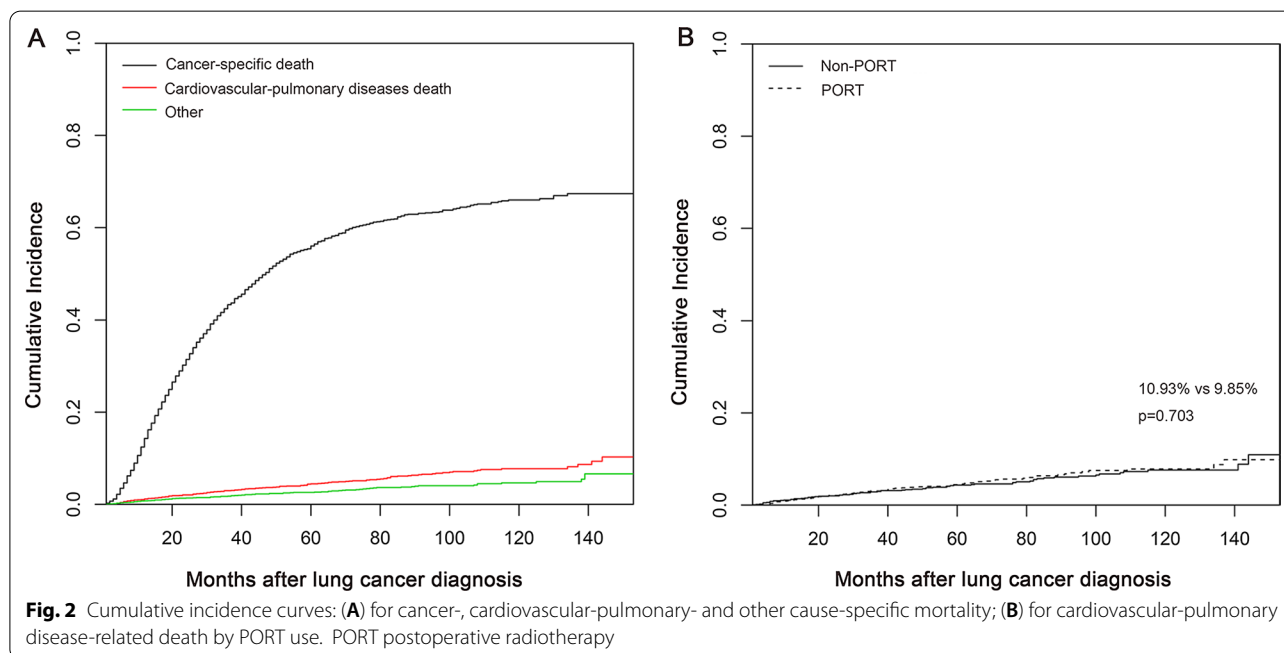 A
Cancer-specific death
Cardiovascular-pulmonary diseases death
Other
Cumulative Incidence
0.0 0.2 0.4 0.6 0.8 1.0
20 40 60 80 100 120 140
Months after lung cancer diagnosis
B
Non-PORT
PORT
10.93% vs 9.85%
p=0.703
Cumulative Incidence
0.0 0.2 0.4 0.6 0.8 1.0
20 40 60 80 100 120 140
Months after lung cancer diagnosis
Fig. 2 Cumulative incidence curves: (A) for cancer-, cardiovascular-pulmonary- and other cause-specific mortality; (B) for cardiovascular-pulmonary
disease-related death by PORT use. PORT postoperative radiotherapy